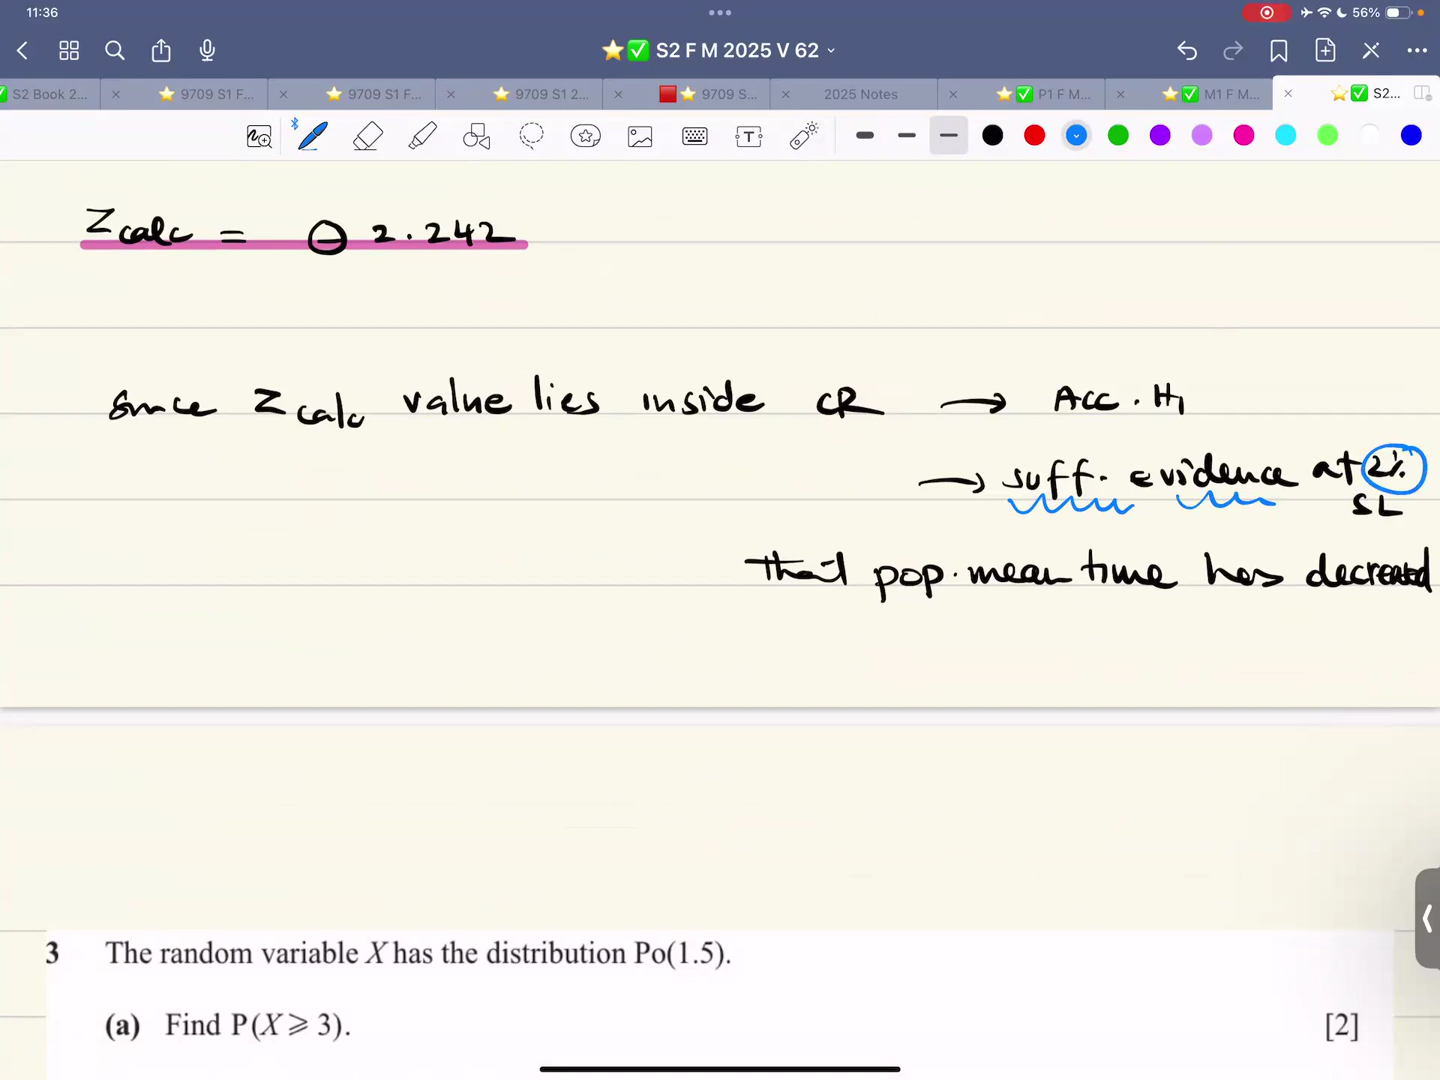 11:36
56%
S2 F M 2025 V 62
S2 Book 2...
9709 S1 F...
9709 S1 F...
9709 S1 2...
9709 S...
2025 Notes
P1 F M...
M1 F M...
S2...
Zcalc = - 2.242
since Zcalc value lies inside CR → Acc. H1
→ suff. evidence at 2%
SL
that pop. mean time has decreased
3 The random variable X has the distribution Po(1.5).
(a) Find P(X ⩾ 3). [2]